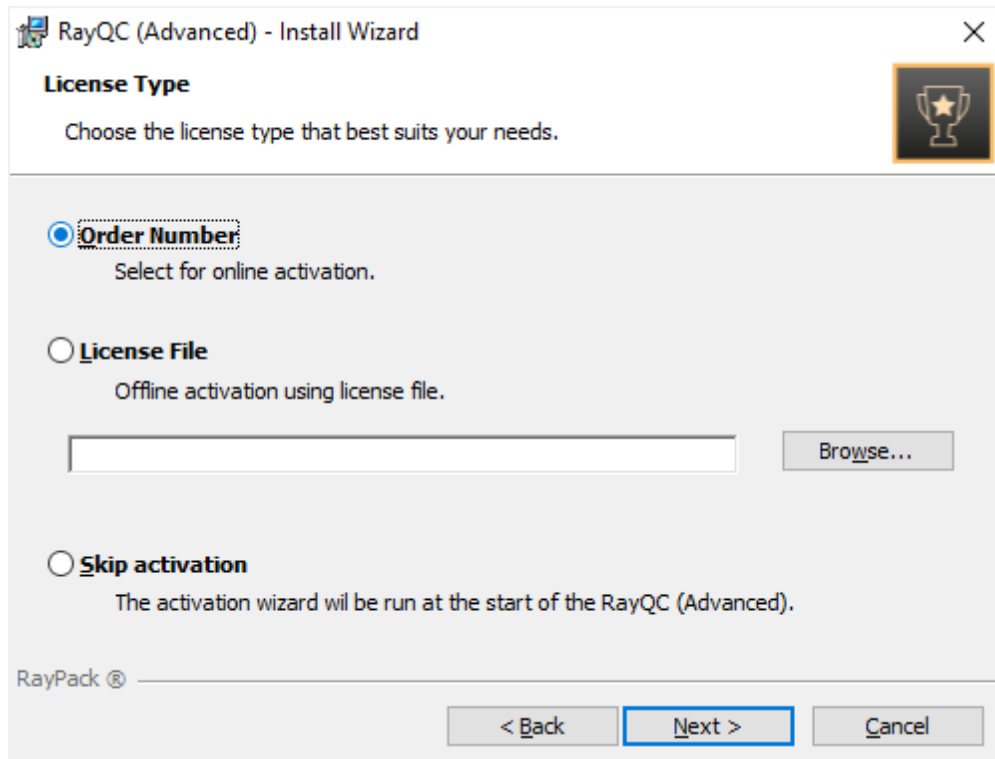 RayQC (Advanced) - Install Wizard
License Type
Choose the license type that best suits your needs.
Order Number
Select for online activation.
License File
Offline activation using license file.
Browse...
Skip activation
The activation wizard wil be run at the start of the RayQC (Advanced).
RayPack ®
< Back Next > Cancel